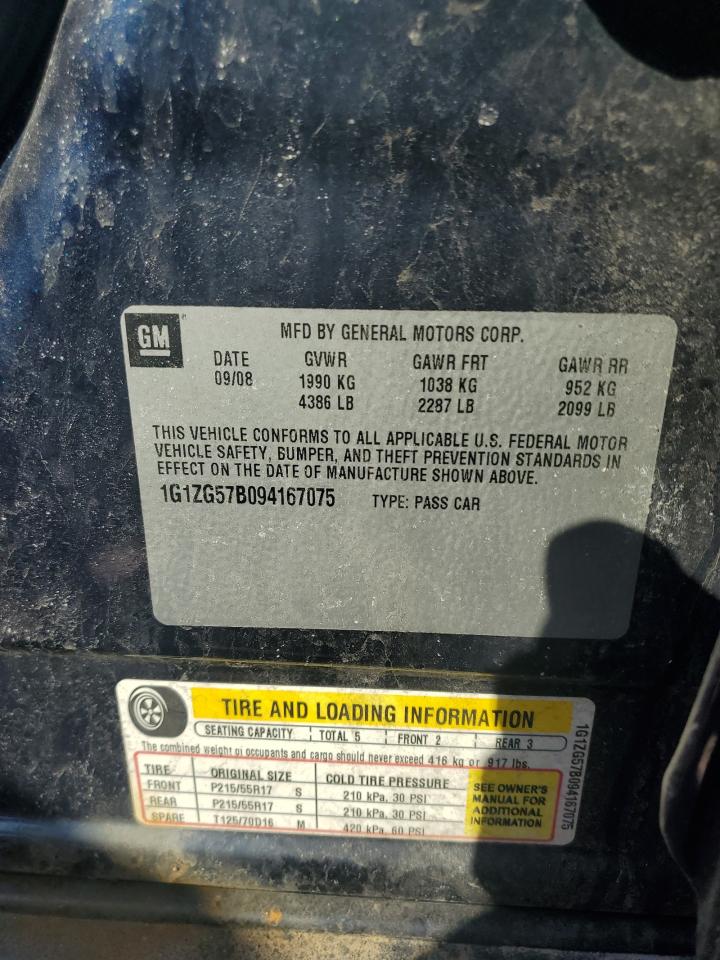 GM
MFD BY GENERAL MOTORS CORP.
DATE GVWR GAWR FRT GAWR RR
09/08 1990 KG 1038 KG 952 KG
4386 LB 2287 LB 2099 LB
THIS VEHICLE CONFORMS TO ALL APPLICABLE U.S. FEDERAL MOTOR
VEHICLE SAFETY, BUMPER, AND THEFT PREVENTION STANDARDS IN
EFFECT ON THE DATE OF MANUFACTURE SHOWN ABOVE.
1G1ZG57B094167075 TYPE: PASS CAR
TIRE AND LOADING INFORMATION
SEATING CAPACITY TOTAL 5 FRONT 2 REAR 3
The combined weight of occupants and cargo should never exceed 416 kg or 917 lbs.
TIRE ORIGINAL SIZE COLD TIRE PRESSURE
FRONT P215/55R17 S 210 kPa, 30 PSI
REAR P215/55R17 S 210 kPa, 30 PSI
SPARE T125/70D16 M 420 kPa, 60 PSI
SEE OWNER'S
MANUAL FOR
ADDITIONAL
INFORMATION
1G1ZG57B094167075